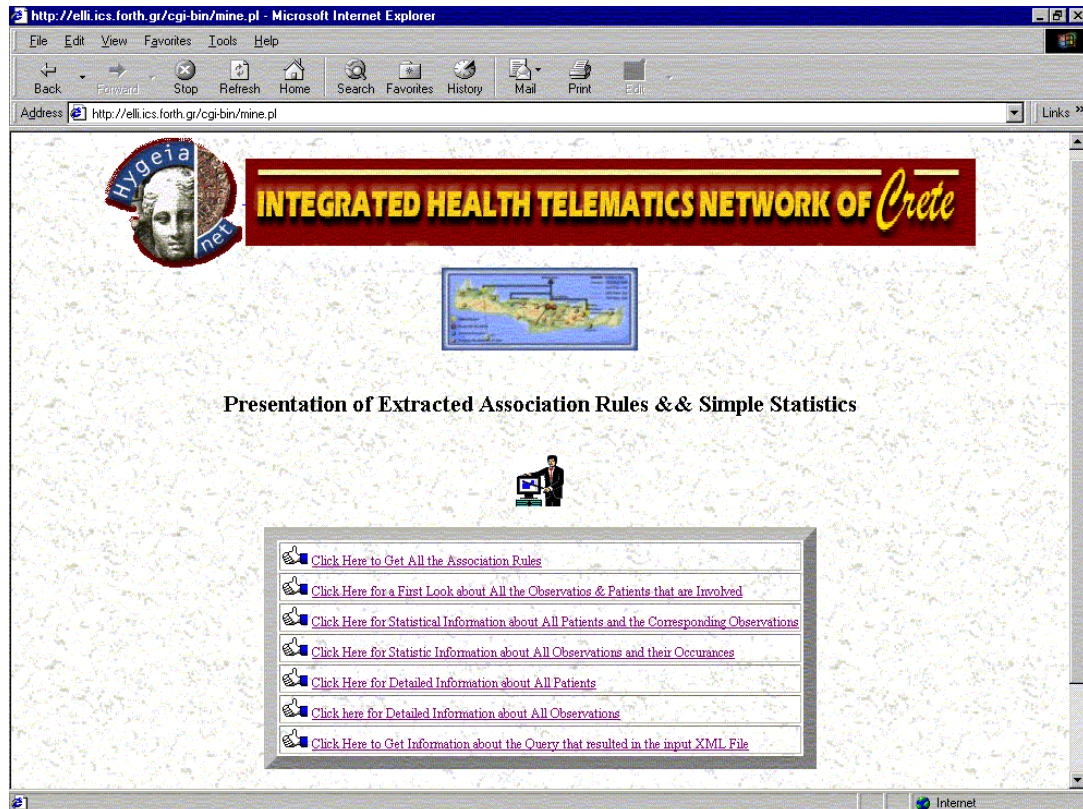 http://elli.ics.forth.gr/cgi-bin/mine.pl - Microsoft Internet Explorer
File Edit View Favorites Tools Help
Back Forward Stop Refresh Home Search Favorites History Mail Print Edit
Address http://elli.ics.forth.gr/cgi-bin/mine.pl Links »
Hygeia
net
INTEGRATED HEALTH TELEMATICS NETWORK OF Crete
Presentation of Extracted Association Rules && Simple Statistics
Click Here to Get All the Association Rules
Click Here for a First Look about All the Observatios & Patients that are Involved
Click Here for Statistical Information about All Patients and the Corresponding Observations
Click Here for Statistic Information about All Observations and their Occurances
Click Here for Detailed Information about All Patients
Click here for Detailed Information about All Observations
Click Here to Get Information about the Query that resulted in the input XML File
Internet